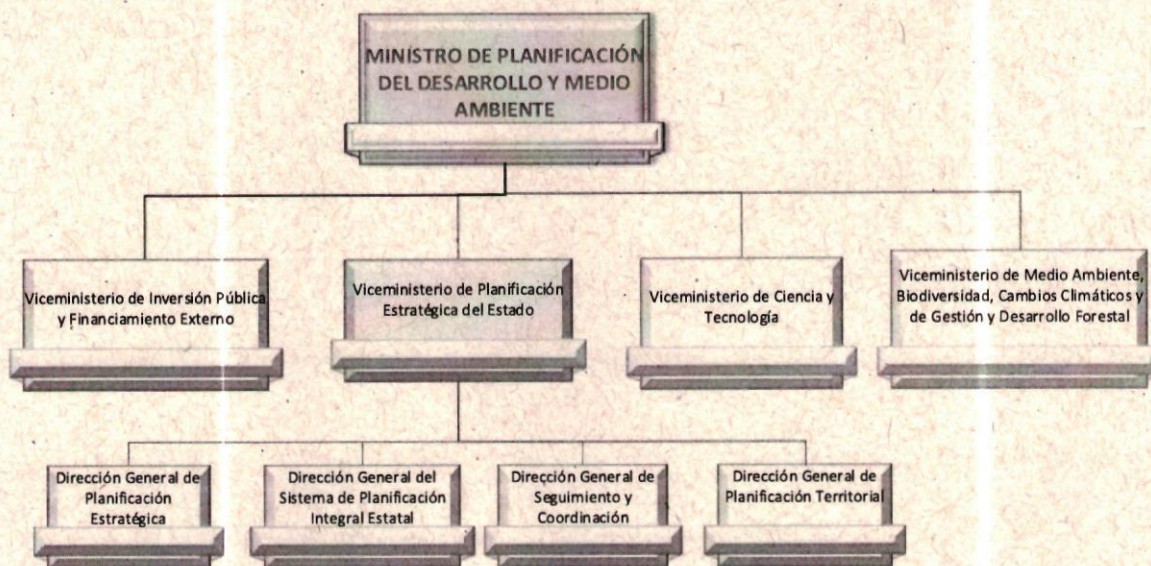 MINISTRO DE PLANIFICACIÓN
DEL DESARROLLO Y MEDIO
AMBIENTE
Viceministerio de Inversión Pública
y Financiamiento Externo
Viceministerio de Planificación
Estratégica del Estado
Viceministerio de Ciencia y
Tecnología
Viceministerio de Medio Ambiente,
Biodiversidad, Cambios Climáticos y
de Gestión y Desarrollo Forestal
Dirección General de
Planificación
Estratégica
Dirección General del
Sistema de Planificación
Integral Estatal
Dirección General de
Seguimiento y
Coordinación
Dirección General de
Planificación Territorial